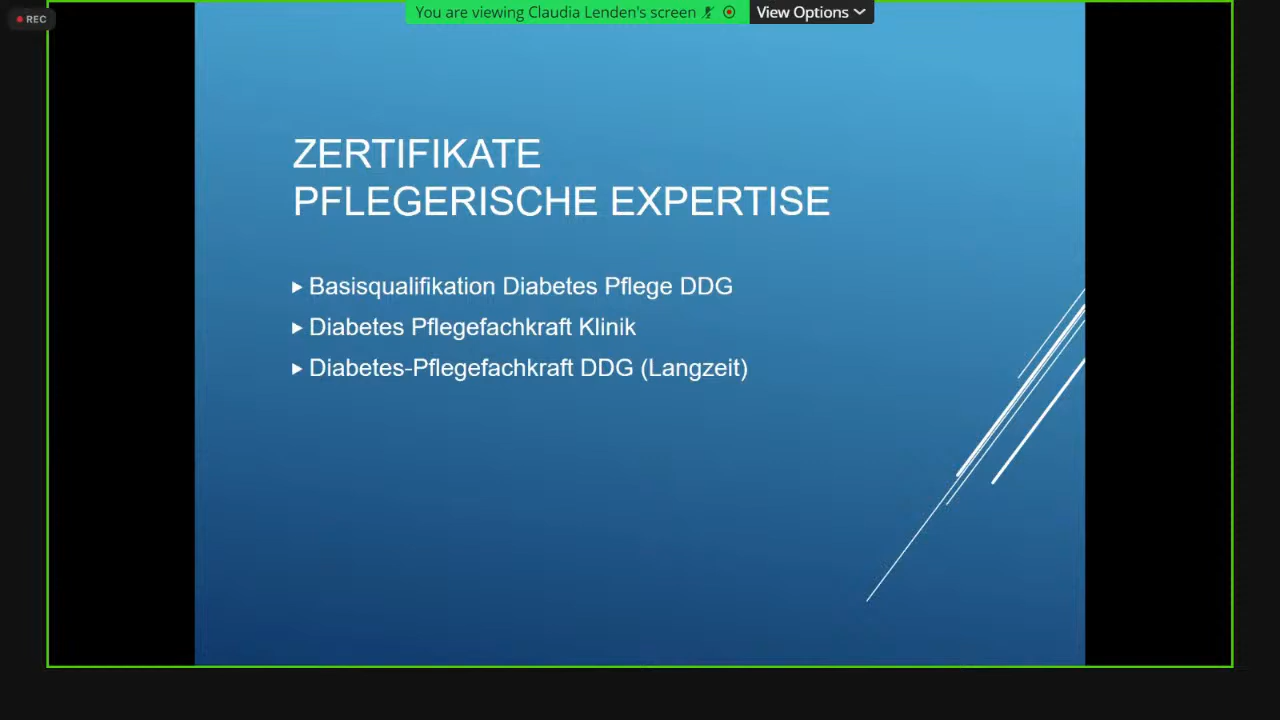 REC
You are viewing Claudia Lenden's screen
View Options
ZERTIFIKATE
PFLEGERISCHE EXPERTISE
Basisqualifikation Diabetes Pflege DDG
Diabetes Pflegefachkraft Klinik
Diabetes-Pflegefachkraft DDG (Langzeit)